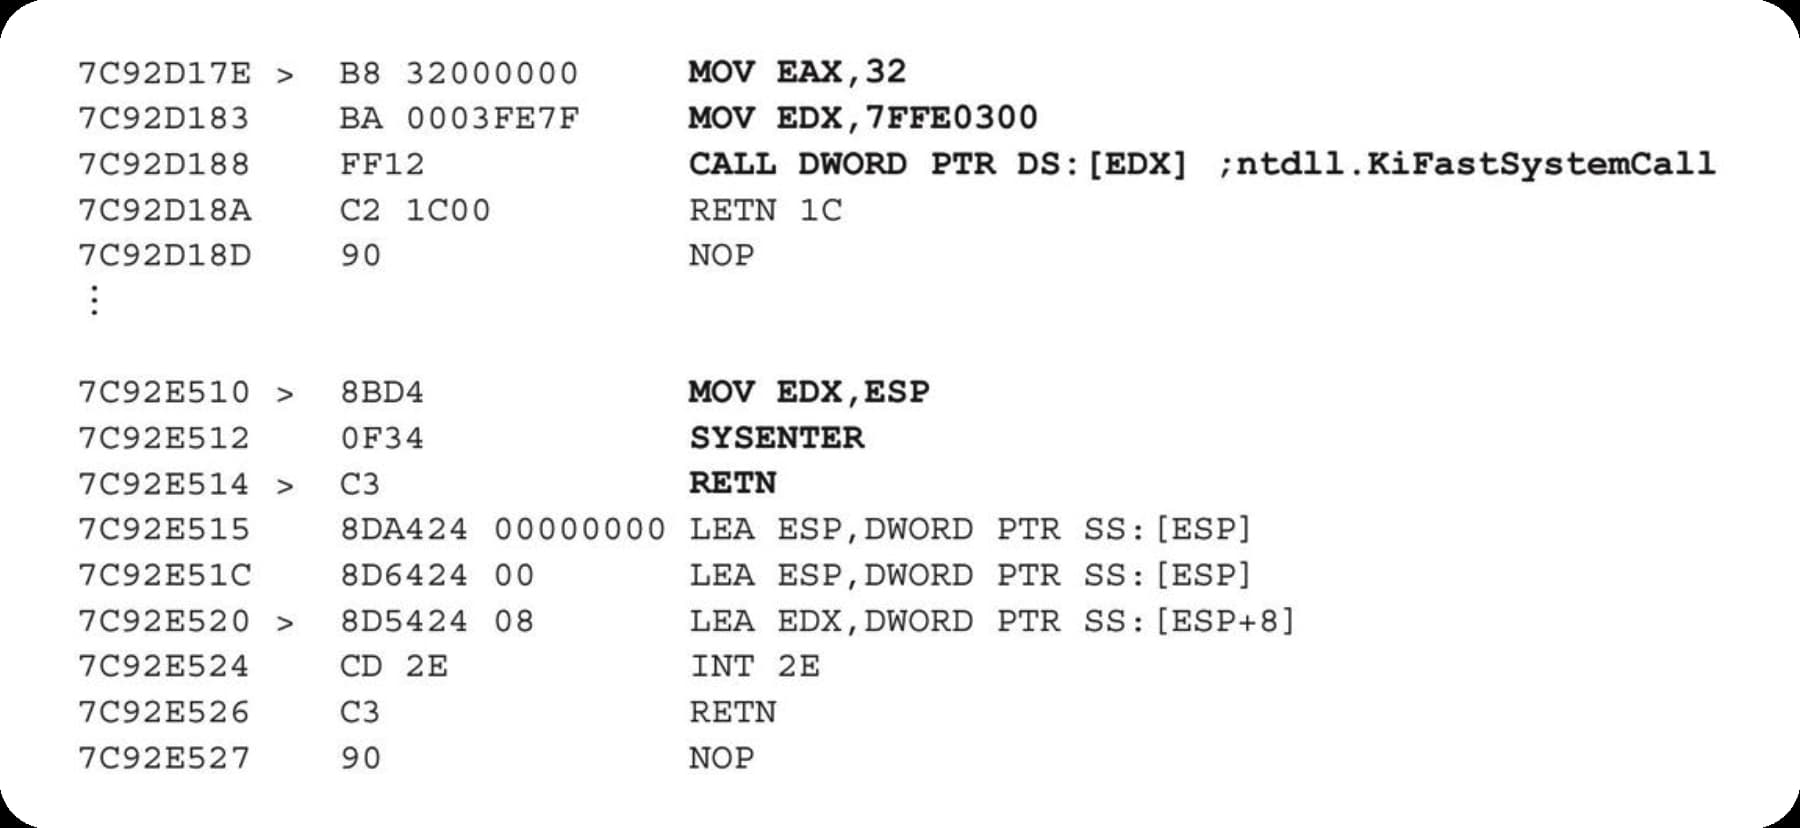 7C92D17E > B8 32000000 MOV EAX,32
7C92D183 BA 0003FE7F MOV EDX,7FFE0300
7C92D188 FF12 CALL DWORD PTR DS:[EDX] ;ntdll.KiFastSystemCall
7C92D18A C2 1C00 RETN 1C
7C92D18D 90 NOP
⋮
7C92E510 > 8BD4 MOV EDX,ESP
7C92E512 0F34 SYSENTER
7C92E514 > C3 RETN
7C92E515 8DA424 00000000 LEA ESP,DWORD PTR SS:[ESP]
7C92E51C 8D6424 00 LEA ESP,DWORD PTR SS:[ESP]
7C92E520 > 8D5424 08 LEA EDX,DWORD PTR SS:[ESP+8]
7C92E524 CD 2E INT 2E
7C92E526 C3 RETN
7C92E527 90 NOP